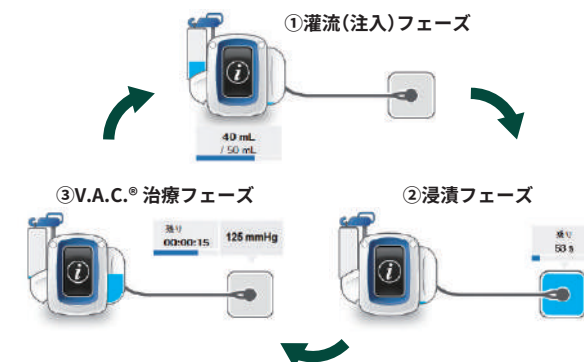 ①灌流（注入）フェーズ
i
40 mL
/ 50 mL
③V.A.C.® 治療フェーズ
②浸漬フェーズ
残り
00:00:15
125 mmHg
i
残り
53 s
i